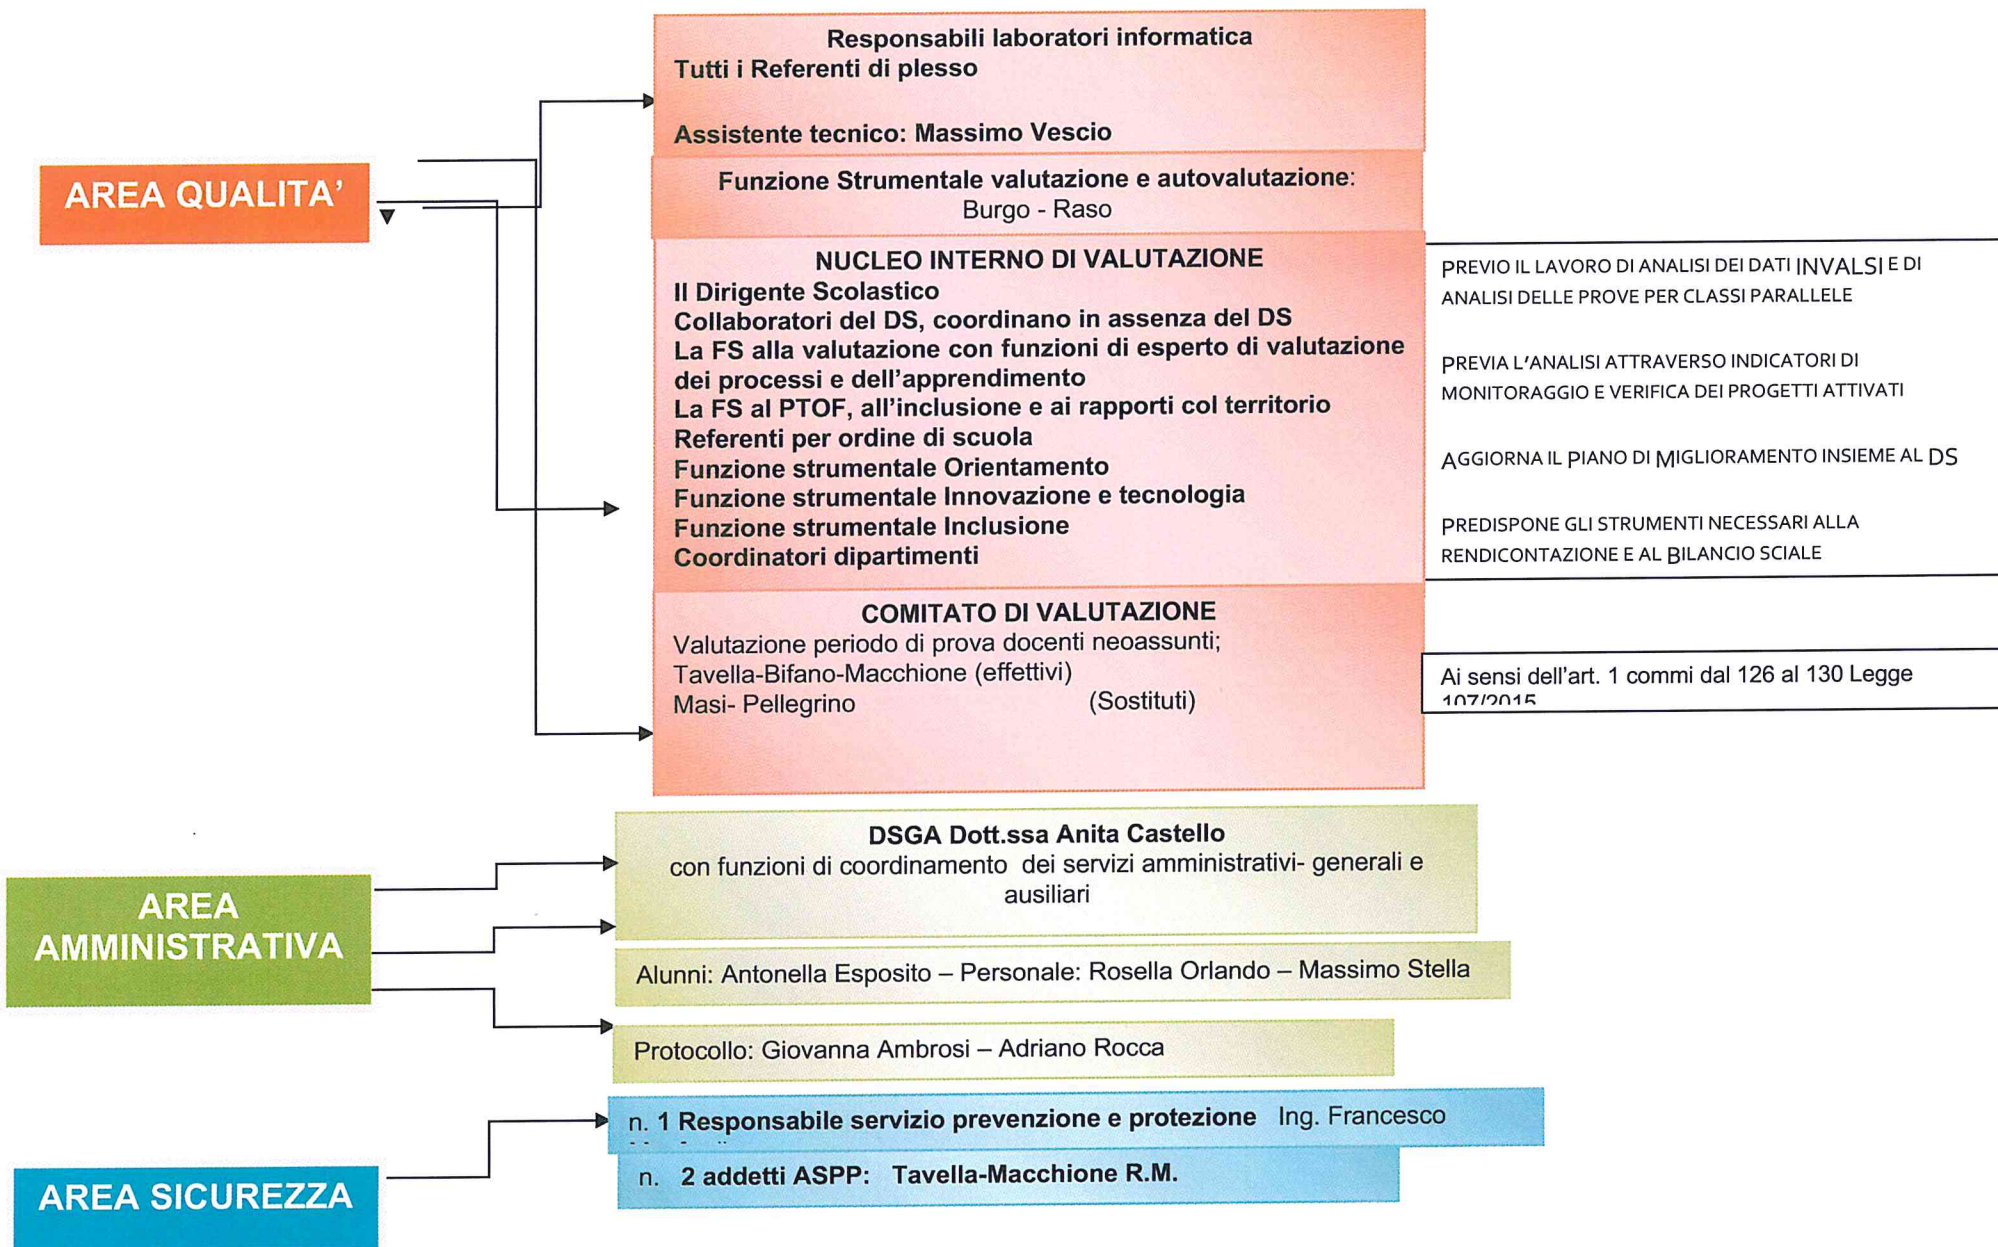 Responsabili laboratori informatica
Tutti i Referenti di plesso
Assistente tecnico: Massimo Vescio
AREA QUALITA’
Funzione Strumentale valutazione e autovalutazione:
Burgo - Raso
NUCLEO INTERNO DI VALUTAZIONE
Il Dirigente Scolastico
Collaboratori del DS, coordinano in assenza del DS
La FS alla valutazione con funzioni di esperto di valutazione
dei processi e dell’apprendimento
La FS al PTOF, all’inclusione e ai rapporti col territorio
Referenti per ordine di scuola
Funzione strumentale Orientamento
Funzione strumentale Innovazione e tecnologia
Funzione strumentale Inclusione
Coordinatori dipartimenti
PREVIO IL LAVORO DI ANALISI DEI DATI INVALSI E DI
ANALISI DELLE PROVE PER CLASSI PARALLELE
PREVIA L’ANALISI ATTRAVERSO INDICATORI DI
MONITORAGGIO E VERIFICA DEI PROGETTI ATTIVATI
AGGIORNA IL PIANO DI MIGLIORAMENTO INSIEME AL DS
PREDISPONE GLI STRUMENTI NECESSARI ALLA
RENDICONTAZIONE E AL BILANCIO SCIALE
COMITATO DI VALUTAZIONE
Valutazione periodo di prova docenti neoassunti;
Tavella-Bifano-Macchione (effettivi)
Masi- Pellegrino (Sostituti)
Ai sensi dell’art. 1 commi dal 126 al 130 Legge
107/2015
DSGA Dott.ssa Anita Castello
con funzioni di coordinamento dei servizi amministrativi- generali e
ausiliari
AREA
AMMINISTRATIVA
Alunni: Antonella Esposito – Personale: Rosella Orlando – Massimo Stella
Protocollo: Giovanna Ambrosi – Adriano Rocca
n. 1 Responsabile servizio prevenzione e protezione Ing. Francesco
n. 2 addetti ASPP: Tavella-Macchione R.M.
AREA SICUREZZA